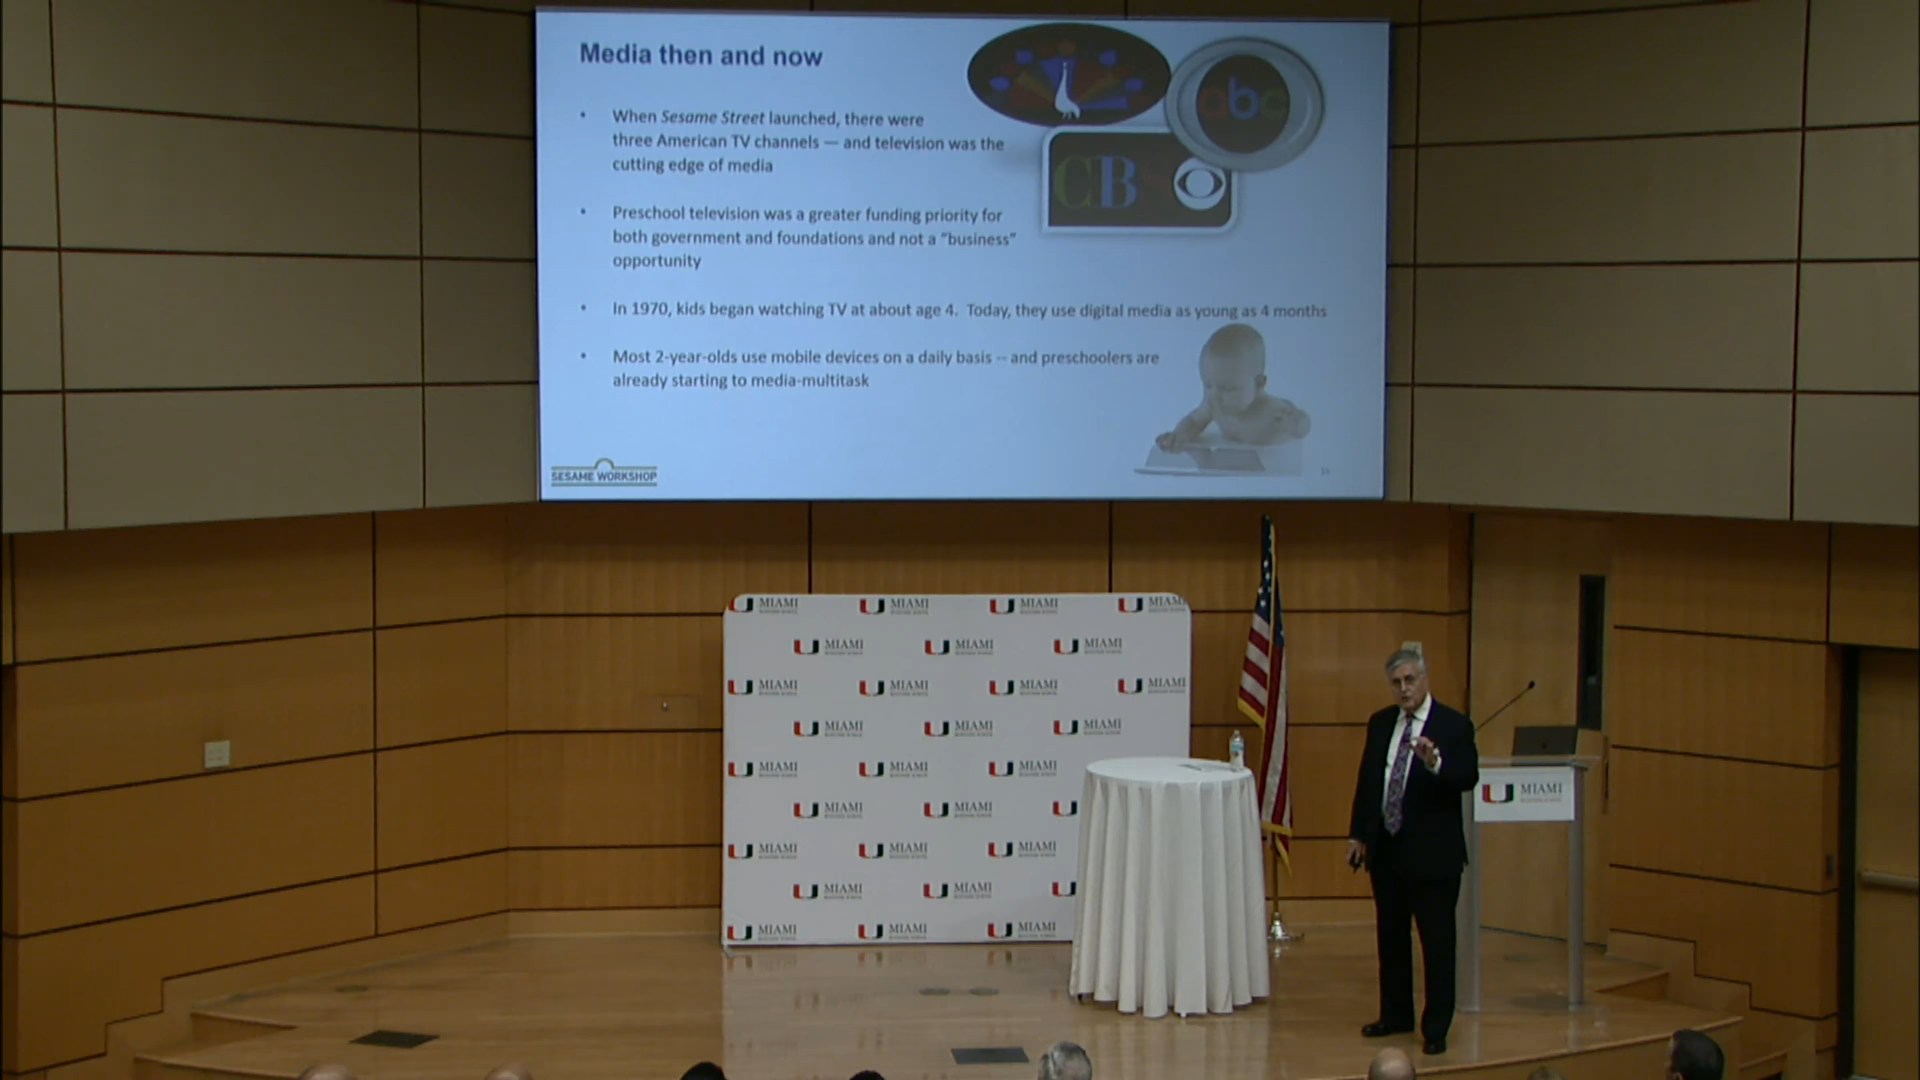 Media then and now
abc
• When Sesame Street launched, there were
three American TV channels — and television was the
cutting edge of media
CB
• Preschool television was a greater funding priority for
both government and foundations and not a “business”
opportunity
• In 1970, kids began watching TV at about age 4. Today, they use digital media as young as 4 months
• Most 2-year-olds use mobile devices on a daily basis -- and preschoolers are
already starting to media-multitask
SESAME WORKSHOP
U MIAMI U MIAMI U MIAMI U MIAMI
U MIAMI U MIAMI U MIAMI
U MIAMI U MIAMI U MIAMI U MIAMI
U MIAMI U MIAMI U MIAMI
U MIAMI U MIAMI U MIAMI
U MIAMI U MIAMI U
U MIAMI U MIAMI U MIAMI
U MIAMI U MIAMI U
U MIAMI U MIAMI U MIAMI
U MIAMI